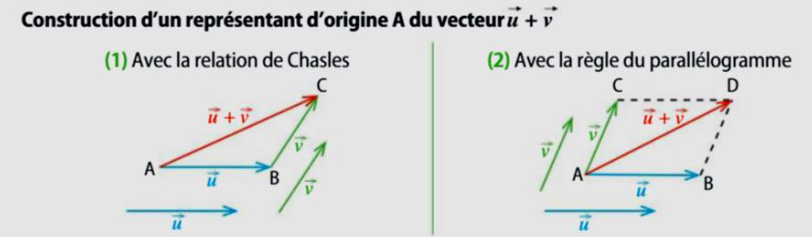 Construction d'un représentant d'origine A du vecteur u⃗ + v⃗
(1) Avec la relation de Chasles
C
u⃗ + v⃗
v⃗
A
u⃗
B
v⃗
u⃗
(2) Avec la règle du parallélogramme
C
D
u⃗ + v⃗
v⃗
v⃗
A
u⃗
B
u⃗